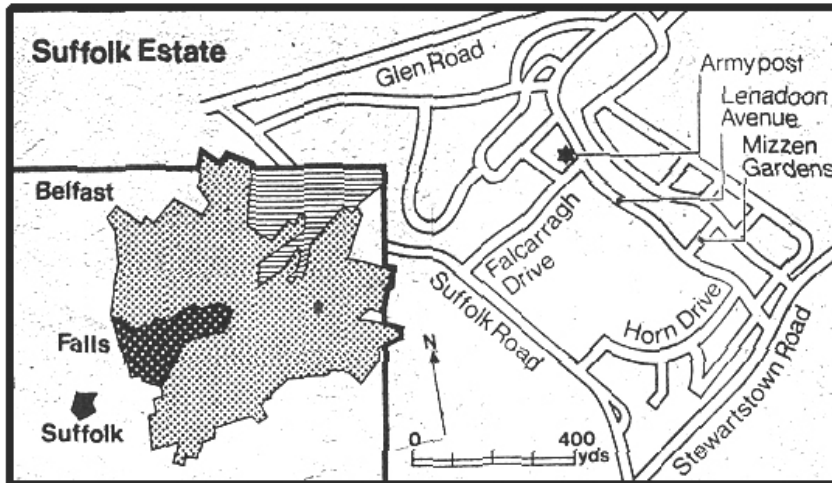 Suffolk Estate
Glen Road
Army post
Lenadoon
Avenue
Mizzen
Gardens
Belfast
Falls
Suffolk
Falcarragh
Drive
Suffolk Road
Horn Drive
Stewartstown Road
N
0 400
yds